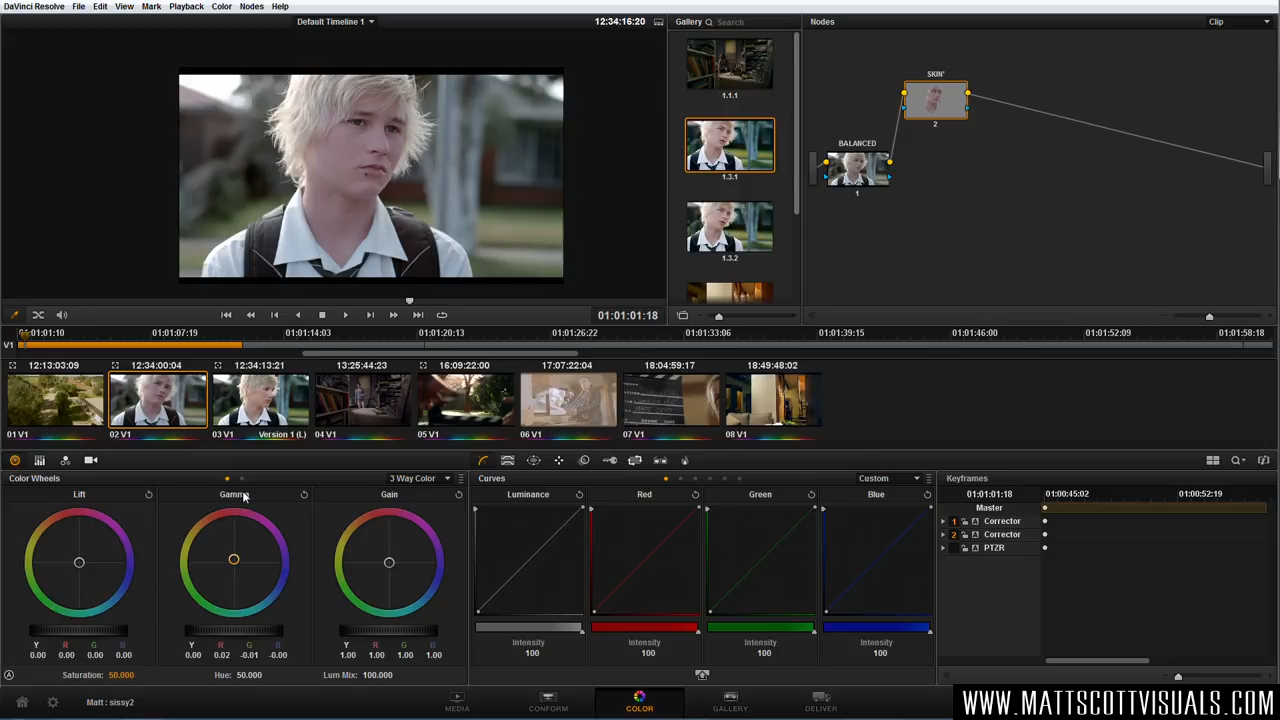 DaVinci Resolve File Edit View Mark Playback Color Nodes Help
Default Timeline 1 12:34:16:20 Gallery Search Nodes Clip
1.1.1
1.3.1
1.3.2
SKIN'
2
BALANCED
1
01:01:01:18
01:01:01:10 01:01:07:19 01:01:14:03 01:01:20:13 01:01:26:22 01:01:33:06 01:01:39:15 01:01:46:00 01:01:52:09 01:01:58:18
V1
12:13:03:09 12:34:00:04 12:34:13:21 13:25:44:23 16:09:22:00 17:07:22:04 18:04:59:17 18:49:48:02
01 V1 02 V1 03 V1 Version 1 (L) 04 V1 05 V1 06 V1 07 V1 08 V1
Color Wheels 3 Way Color Curves Custom Keyframes
Lift Gamma Gain Luminance Red Green Blue
01:01:01:18 01:00:45:02 01:00:52:19
Master
1 A Corrector
2 A Corrector
A PTZR
Y R G B Y R G B Y R G B
0.00 0.00 0.00 0.00 0.00 0.02 -0.01 -0.00 1.00 1.00 1.00 1.00
Intensity Intensity Intensity Intensity
100 100 100 100
A Saturation: 50.000 Hue: 50.000 Lum Mix: 100.000
Matt : sissy2 MEDIA CONFORM COLOR GALLERY DELIVER
WWW.MATTSCOTTVISUALS.COM